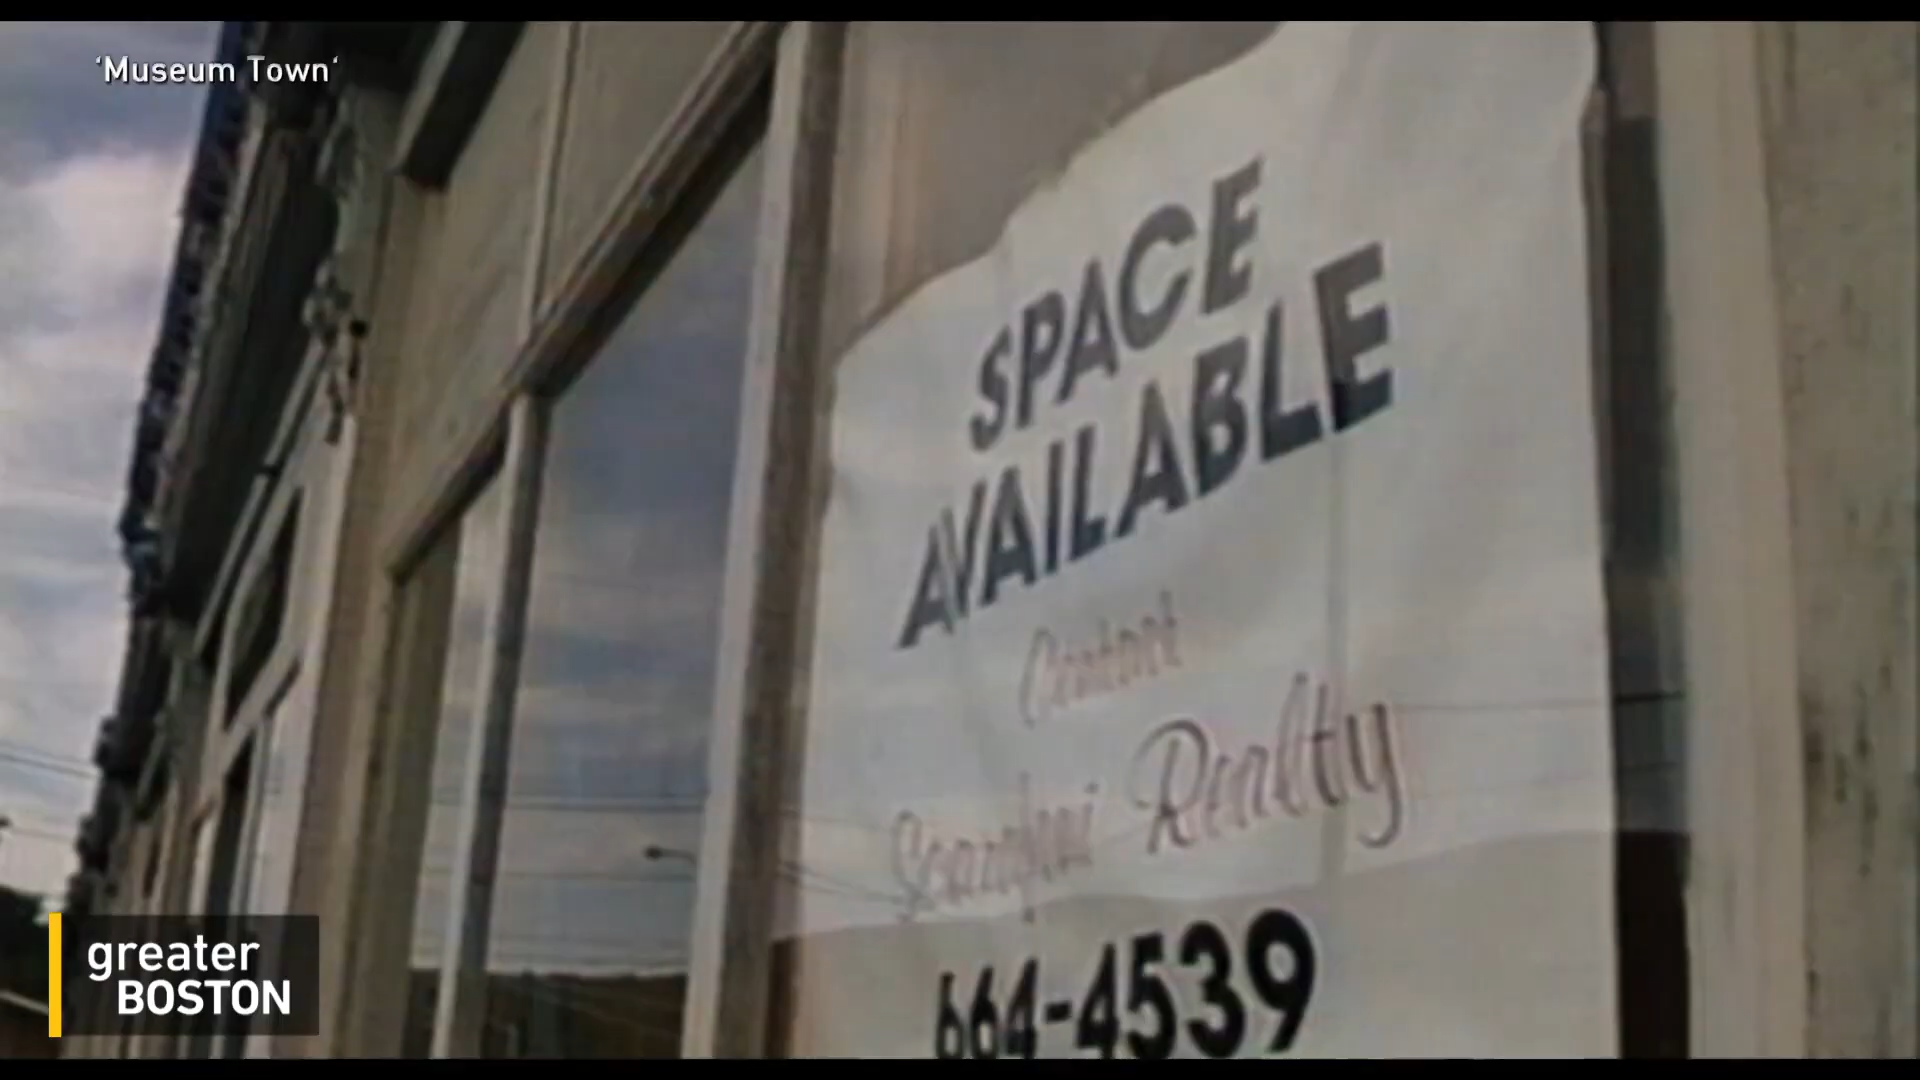 ‘Museum Town‘
SPACE
AVAILABLE
Contact
Realty
664-4539
greater
BOSTON